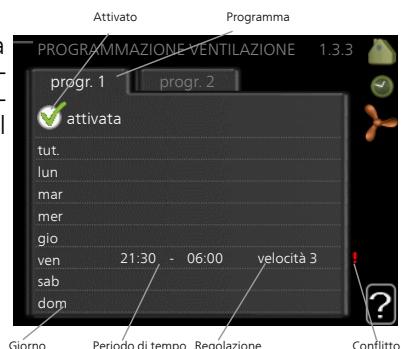 Attivato Programma
a
PROGRAMMAZIONE VENTILAZIONE 1.3.3
-
progr. 1 progr. 2
-
l
attivata
tut.
lun
mar
mer
gio
ven 21:30 - 06:00 velocità 3 !
sab
dom
?
Giorno Periodo di tempo Regolazione Conflitto